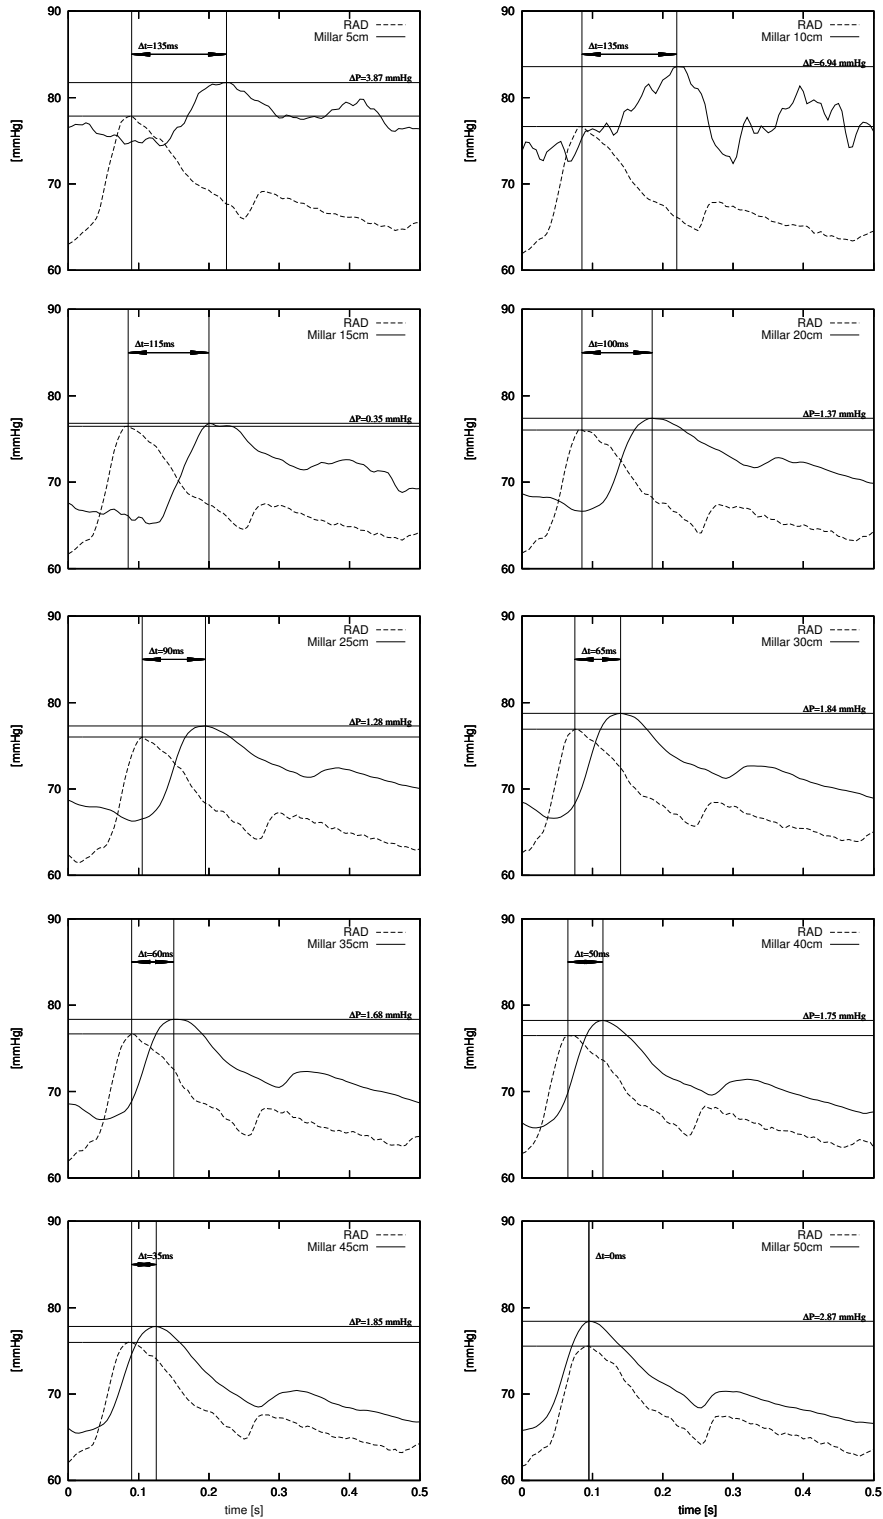 90
80
70
60
[mmHg]
Δt=135ms
RAD
Millar 5cm
ΔP=3.87 mmHg
90
80
70
60
[mmHg]
Δt=135ms
RAD
Millar 10cm
ΔP=6.94 mmHg
90
80
70
60
[mmHg]
Δt=115ms
RAD
Millar 15cm
ΔP=0.35 mmHg
90
80
70
60
[mmHg]
Δt=100ms
RAD
Millar 20cm
ΔP=1.37 mmHg
90
80
70
60
[mmHg]
Δt=90ms
RAD
Millar 25cm
ΔP=1.28 mmHg
90
80
70
60
[mmHg]
Δt=65ms
RAD
Millar 30cm
ΔP=1.84 mmHg
90
80
70
60
[mmHg]
Δt=60ms
RAD
Millar 35cm
ΔP=1.68 mmHg
90
80
70
60
[mmHg]
Δt=50ms
RAD
Millar 40cm
ΔP=1.75 mmHg
90
80
70
60
[mmHg]
Δt=35ms
RAD
Millar 45cm
ΔP=1.85 mmHg
0 0.1 0.2 0.3 0.4 0.5
time [s]
90
80
70
60
[mmHg]
Δt=0ms
RAD
Millar 50cm
ΔP=2.87 mmHg
0 0.1 0.2 0.3 0.4 0.5
time [s]